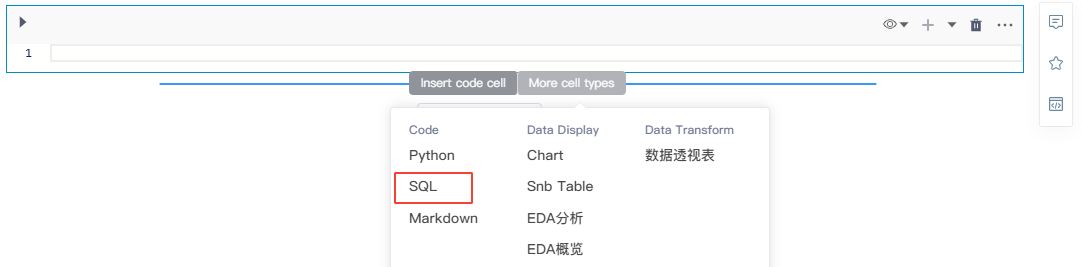 1
Insert code cell More cell types
Code Data Display Data Transform
Python Chart 数据透视表
SQL Snb Table
Markdown EDA分析
EDA概览